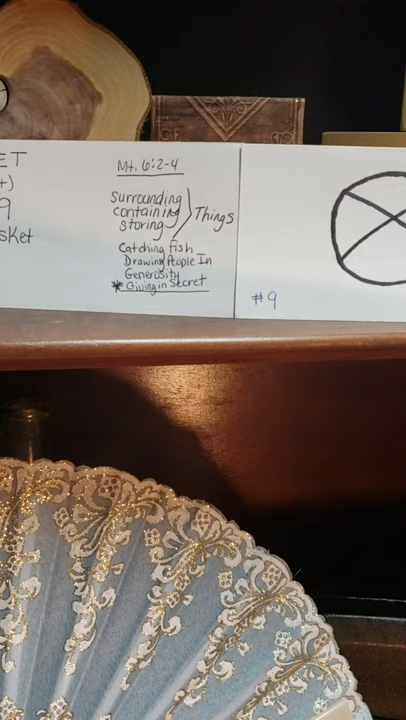 ET
+)
9
sket
Mt. 6:2-4
Surrounding
containing
storing
Things
Catching fish
Drawing People In
Generosity
* Giving in Secret
#9